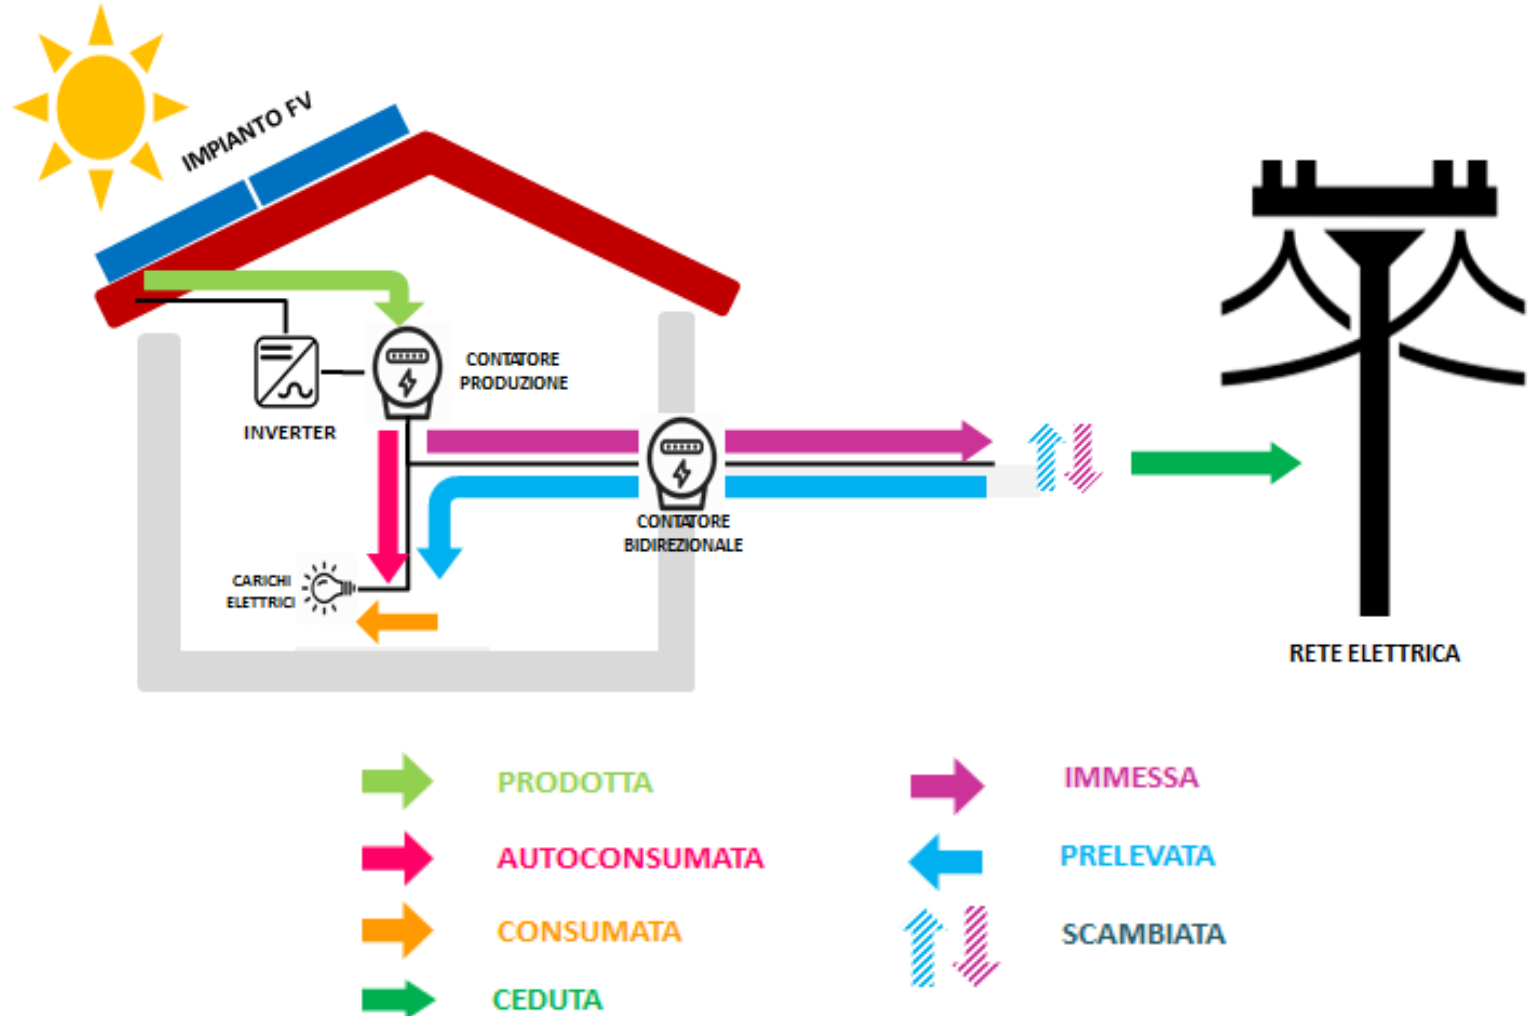 IMPIANTO FV
CONTATORE
PRODUZIONE
INVERTER
CONTATORE
BIDIREZIONALE
CARICHI
ELETTRICI
RETE ELETTRICA
PRODOTTA
IMMESSA
AUTOCONSUMATA
PRELEVATA
CONSUMATA
SCAMBIATA
CEDUTA